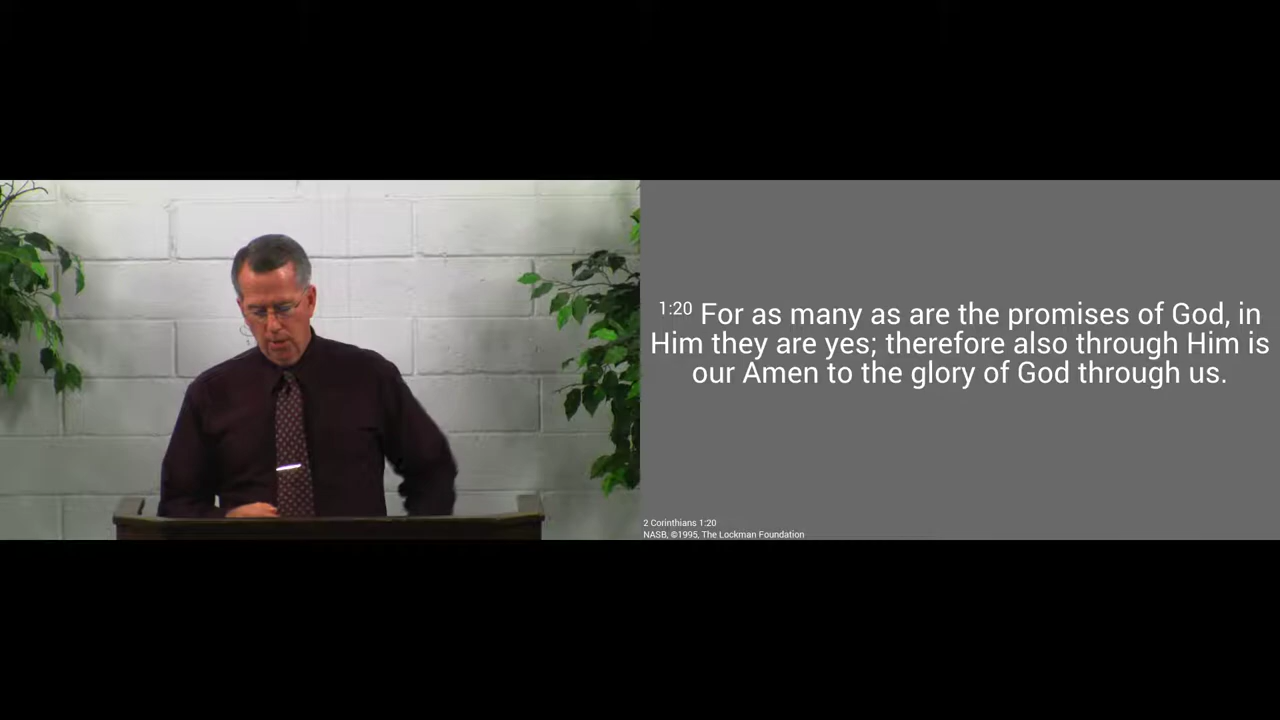 1:20 For as many as are the promises of God, in
Him they are yes; therefore also through Him is
our Amen to the glory of God through us.
2 Corinthians 1:20
NASB, ©1995, The Lockman Foundation